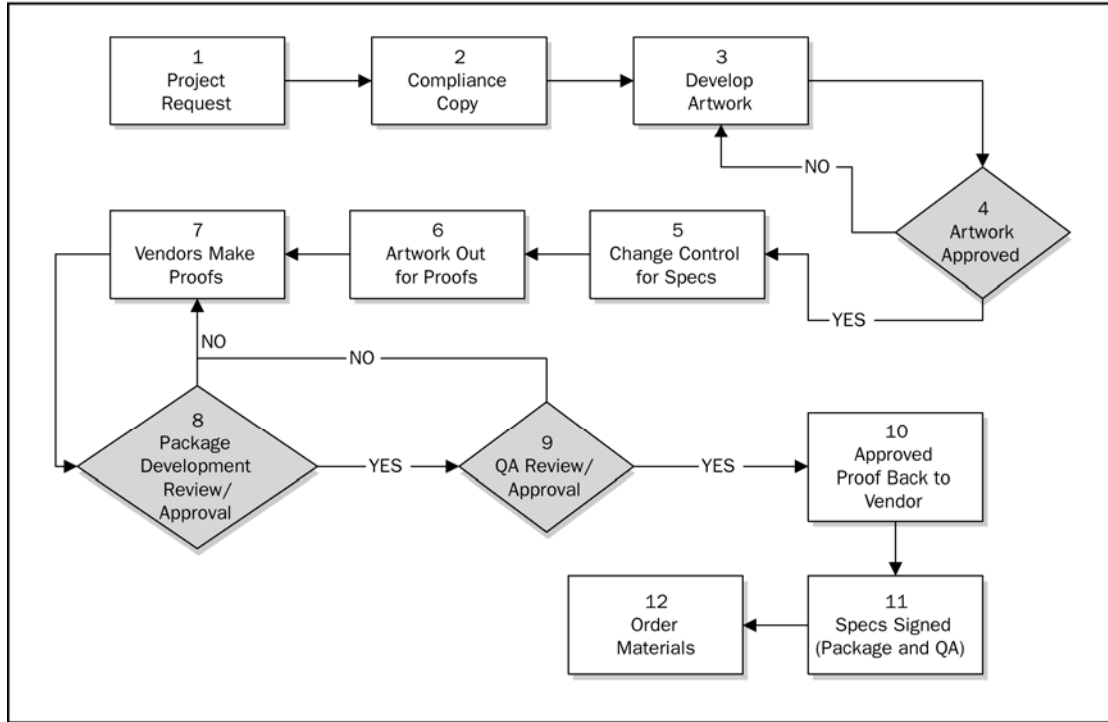 1
Project
Request
2
Compliance
Copy
3
Develop
Artwork
NO
4
Artwork
Approved
7
Vendors Make
Proofs
6
Artwork Out
for Proofs
5
Change Control
for Specs
YES
NO
NO
8
Package
Development
Review/
Approval
YES
9
QA Review/
Approval
YES
10
Approved
Proof Back to
Vendor
12
Order
Materials
11
Specs Signed
(Package and QA)